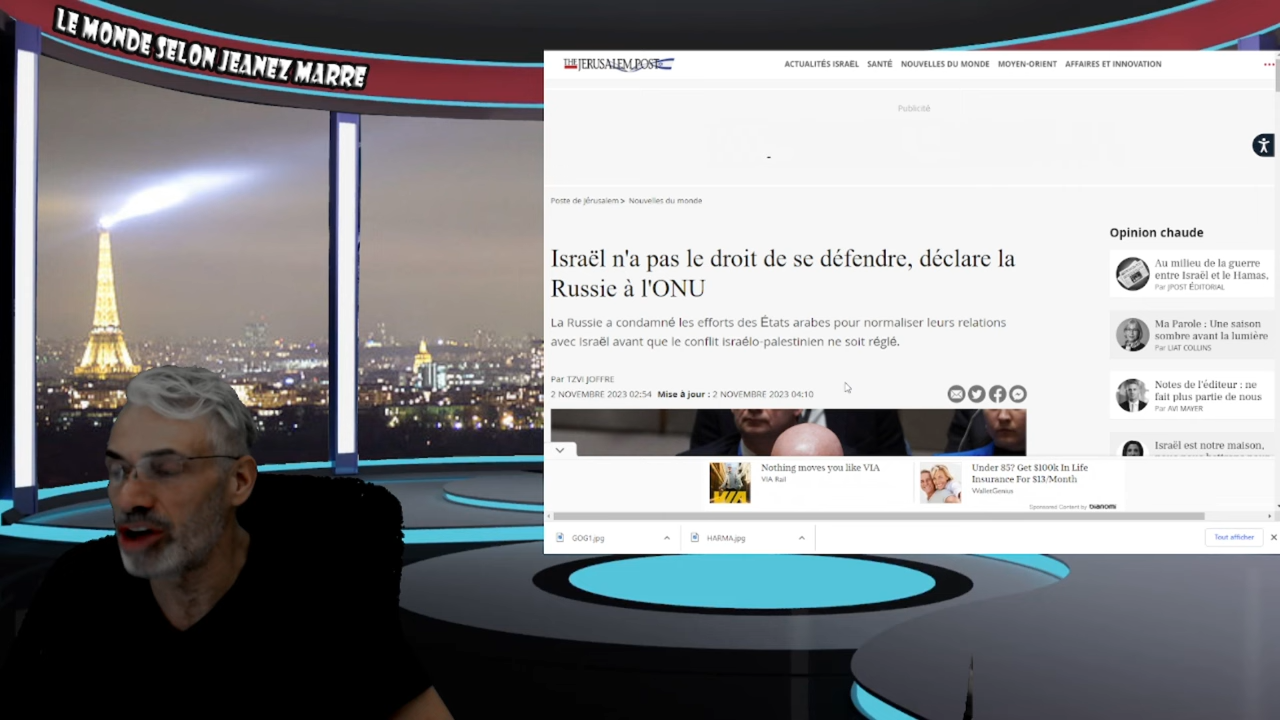 LE MONDE SELON JEANEZ MARRE
THE JERUSALEM POST
ACTUALITÉS ISRAËL SANTÉ NOUVELLES DU MONDE MOYEN-ORIENT AFFAIRES ET INNOVATION
Publicité
Poste de Jérusalem > Nouvelles du monde
Israël n'a pas le droit de se défendre, déclare la
Russie à l'ONU
La Russie a condamné les efforts des États arabes pour normaliser leurs relations
avec Israël avant que le conflit israélo-palestinien ne soit réglé.
Par TZVI JOFFRE
2 NOVEMBRE 2023 02:54 Mise à jour : 2 NOVEMBRE 2023 04:10
Opinion chaude
Au milieu de la guerre
entre Israël et le Hamas,
Par JPOST ÉDITORIAL
Ma Parole : Une saison
sombre avant la lumière
Par LIAT COLLINS
Notes de l'éditeur : ne
fait plus partie de nous
Par AVI MAYER
Israël est notre maison,
VIA
Nothing moves you like VIA
VIA Rail
Under 85? Get $100k In Life
Insurance For $13/Month
WalletGenius
Sponsored Content by DIANOMI
GOG1.jpg
HARMA.jpg
Tout afficher